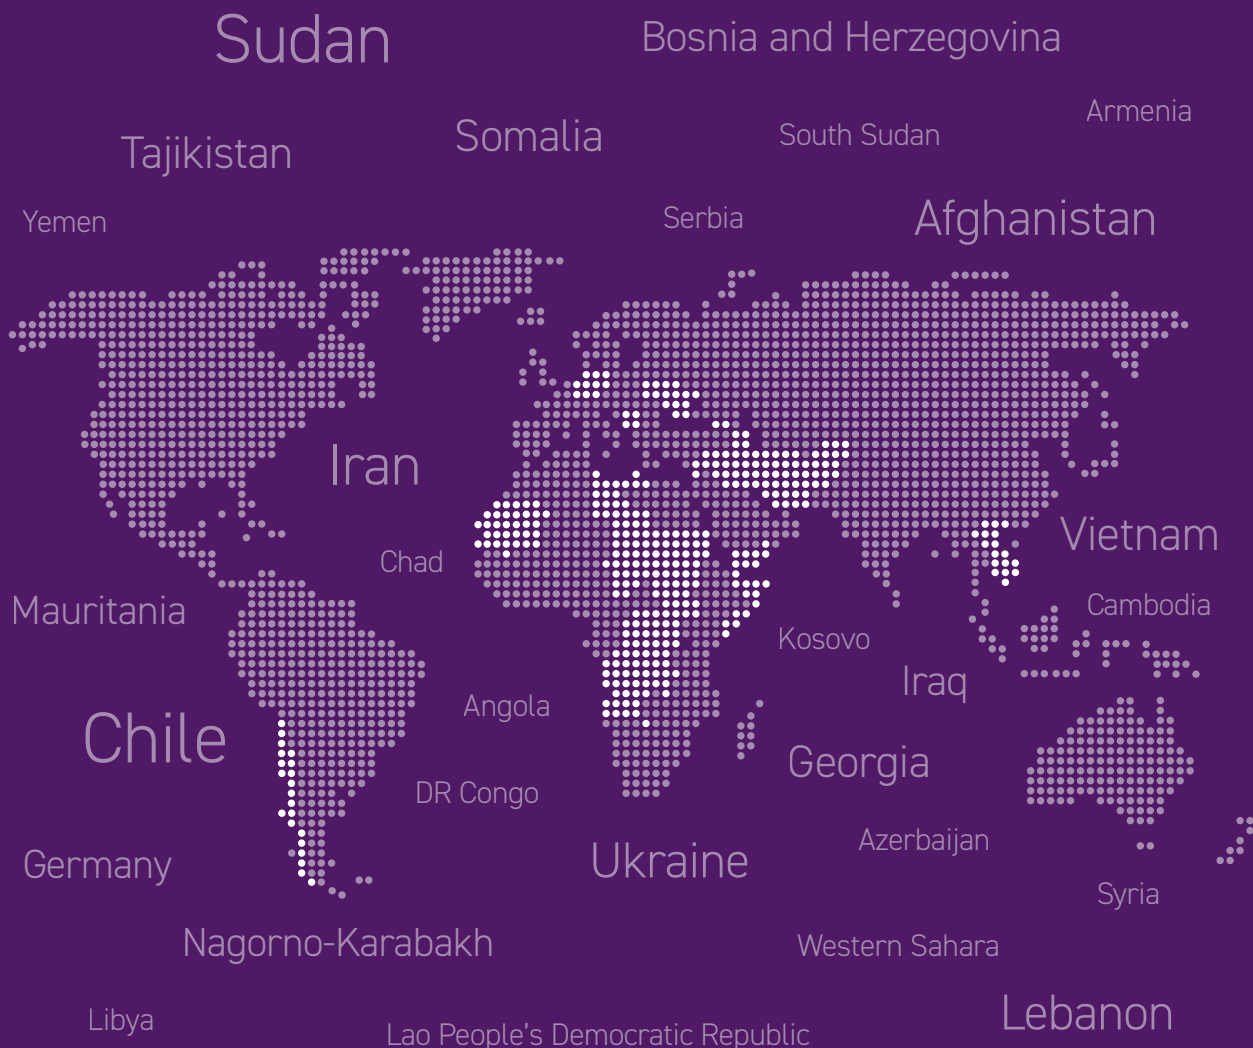 Sudan
Bosnia and Herzegovina
Armenia
Tajikistan
Somalia
South Sudan
Yemen
Serbia
Afghanistan
Iran
Chad
Vietnam
Mauritania
Cambodia
Kosovo
Iraq
Angola
Chile
Georgia
DR Congo
Germany
Ukraine
Azerbaijan
Syria
Nagorno-Karabakh
Western Sahara
Libya
Lao People's Democratic Republic
Lebanon